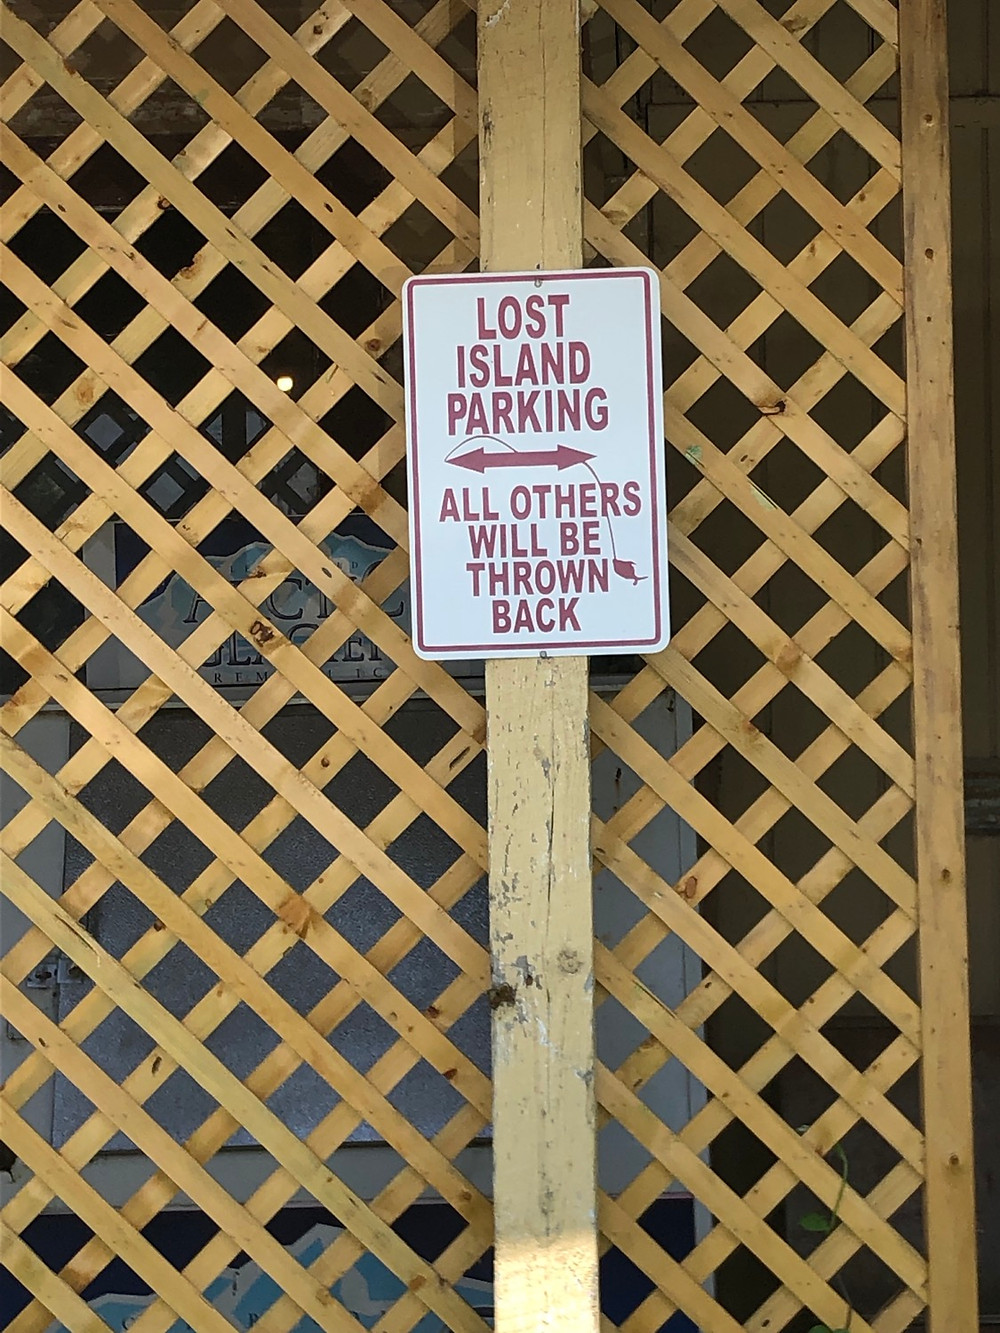 LOST
ISLAND
PARKING
ALL OTHERS
WILL BE
THROWN
BACK